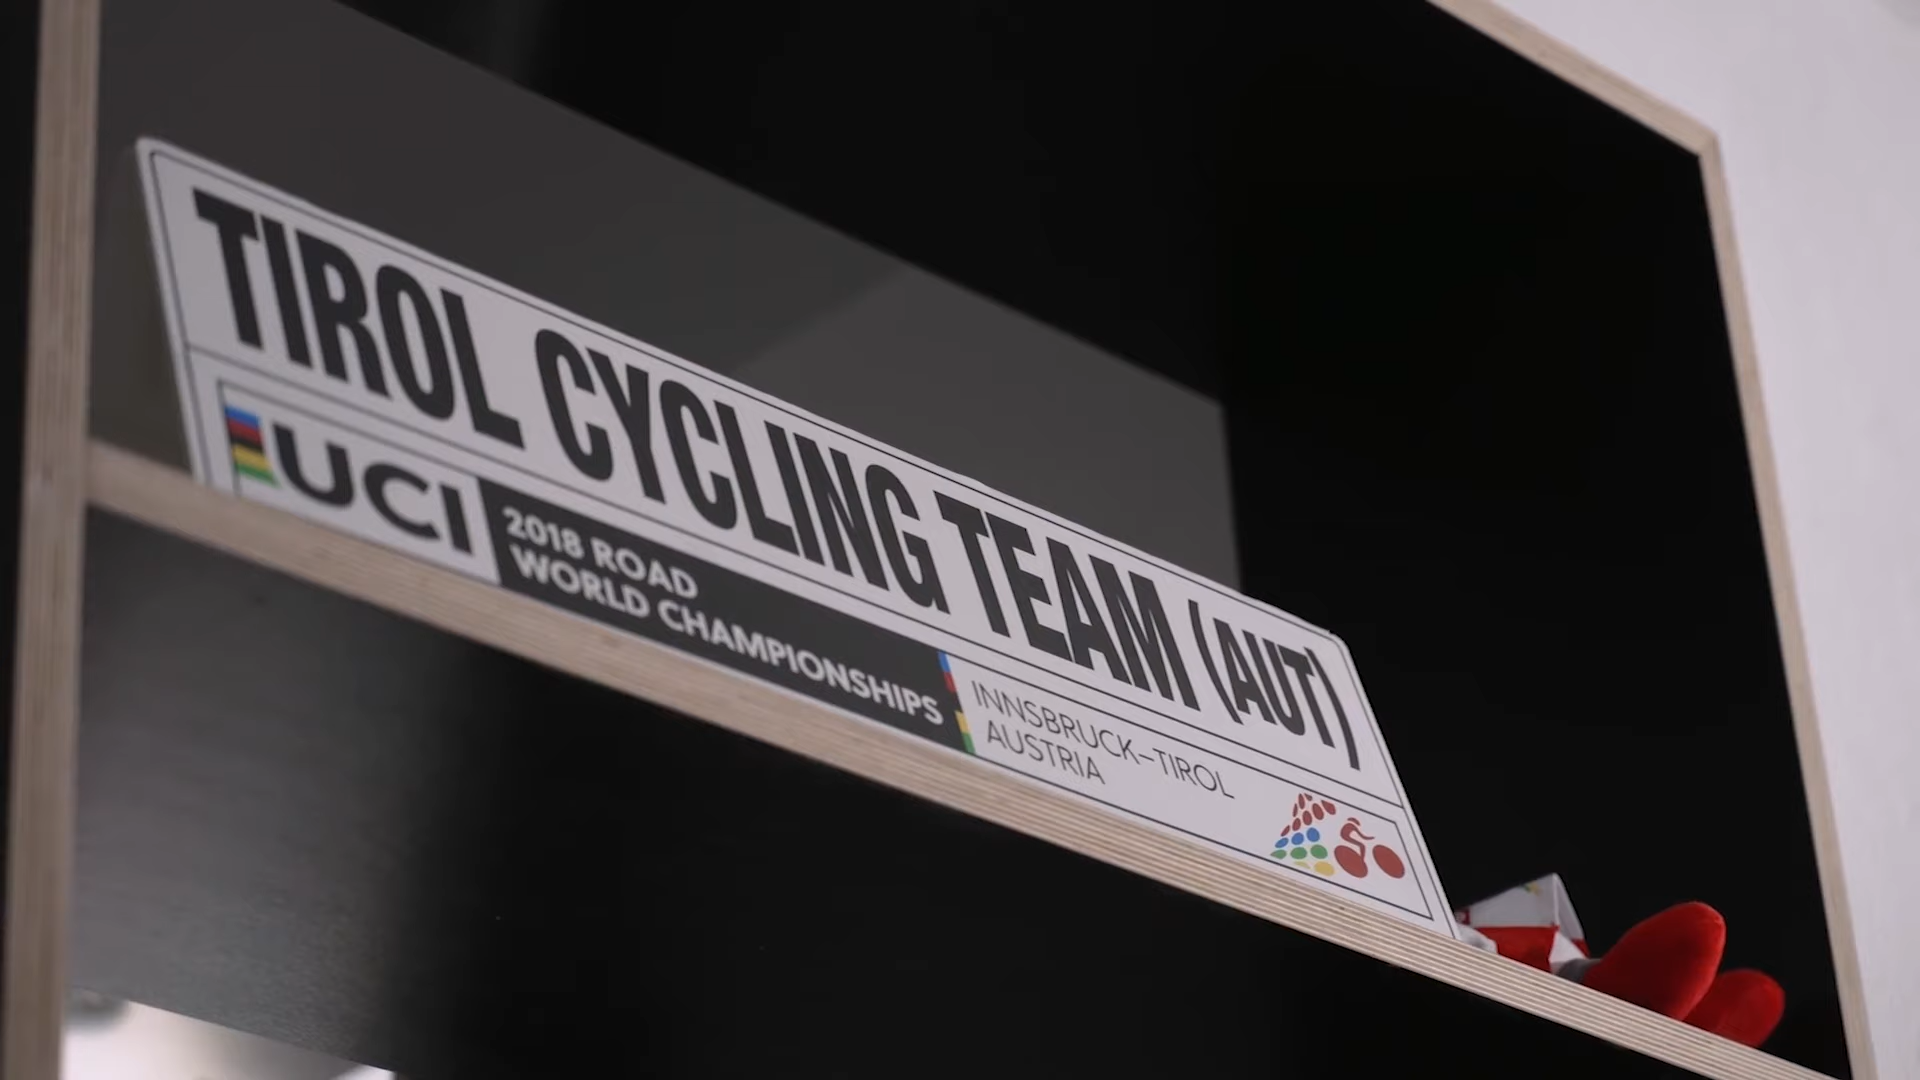 TIROL CYCLING TEAM (AUT)
UCI
2018 ROAD
WORLD CHAMPIONSHIPS
INNSBRUCK–TIROL
AUSTRIA